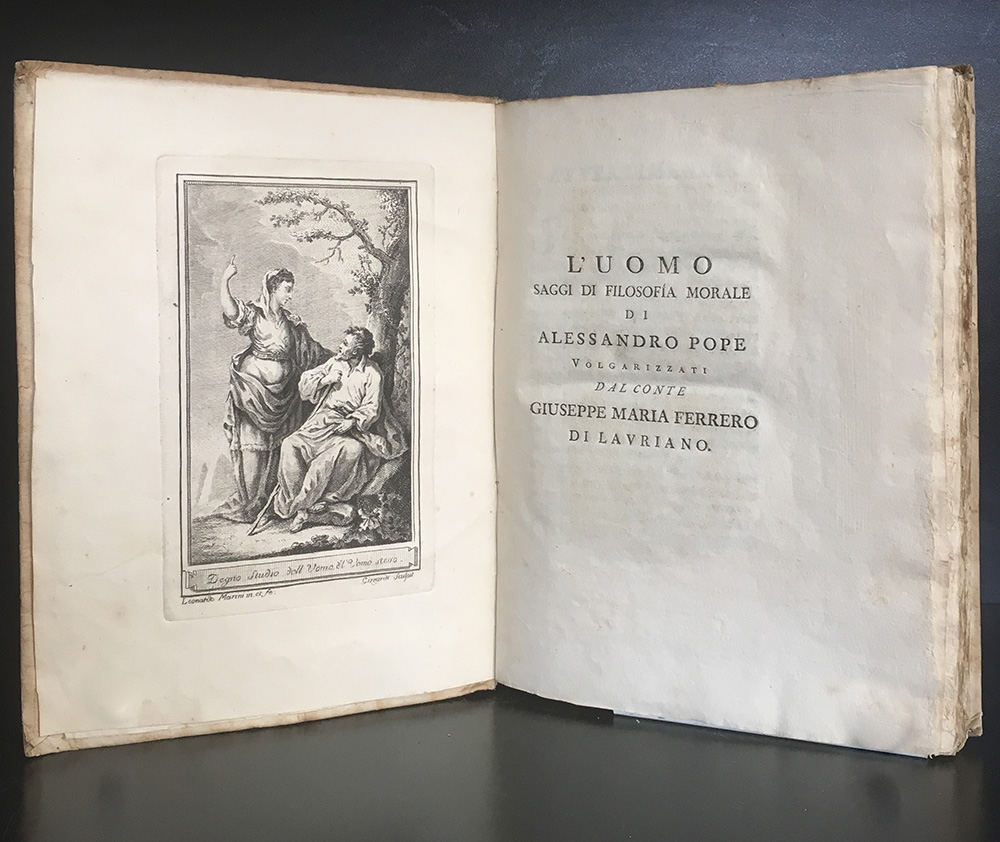 Degno Studio dell Uomo è l' Uomo stesso.
Leonardo Marini in. et fe.
Sculpsit
L'UOMO
SAGGI DI FILOSOFÍA MORALE
DI
ALESSANDRO POPE
VOLGARIZZATI
DAL CONTE
GIUSEPPE MARIA FERRERO
DI LAVRIANO.